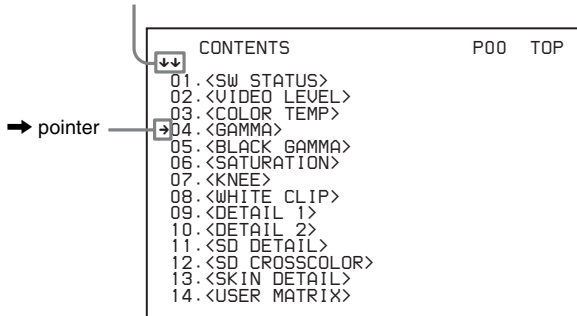 CONTENTS P00 TOP
↓↓
01.<SW STATUS>
02.<VIDEO LEVEL>
03.<COLOR TEMP>
➡ pointer →04.<GAMMA>
05.<BLACK GAMMA>
06.<SATURATION>
07.<KNEE>
08.<WHITE CLIP>
09.<DETAIL 1>
10.<DETAIL 2>
11.<SD DETAIL>
12.<SD CROSSCOLOR>
13.<SKIN DETAIL>
14.<USER MATRIX>